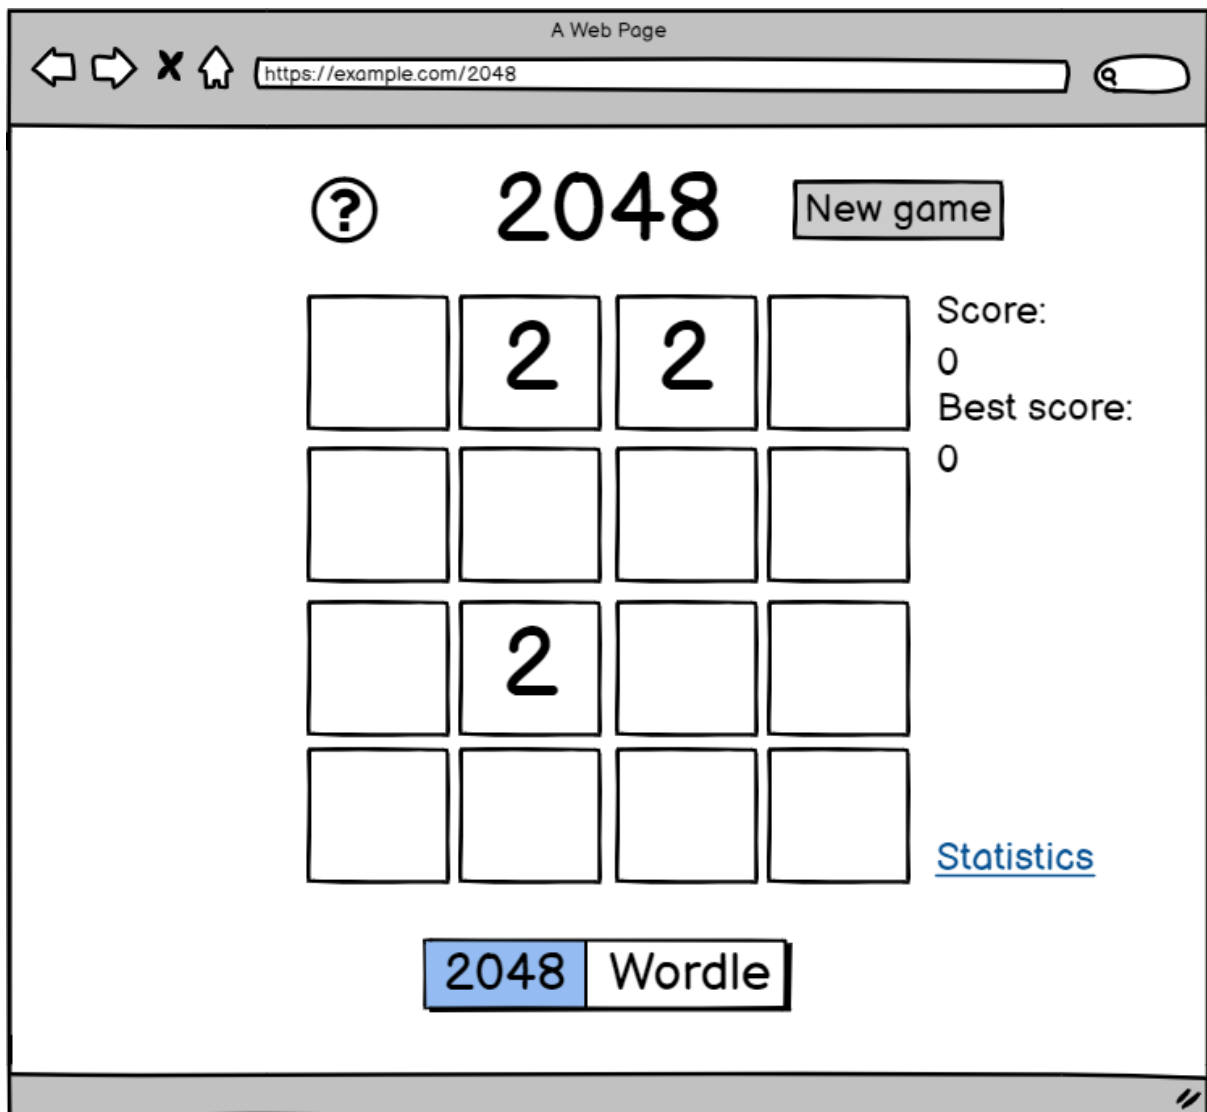 A Web Page
https://example.com/2048
? 2048 New game
2 2
Score:
0
Best score:
0
2
Statistics
2048 Wordle